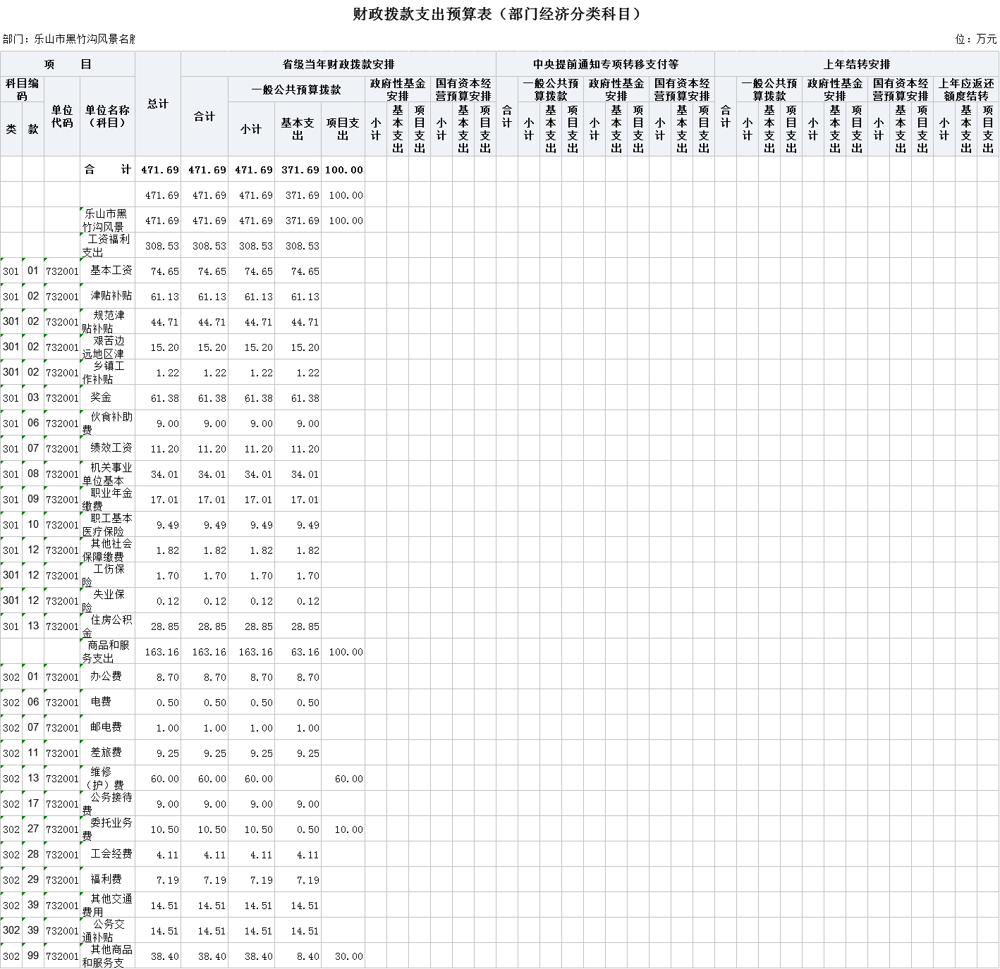 财政拨款支出预算表（部门经济分类科目）
部门：乐山市黑竹沟风景名胜 位：万元
项 目 总计 省级当年财政拨款安排 中央提前通知专项转移支付等 上年结转安排
科目编码 单位代码 单位名称（科目） 合计 一般公共预算拨款 政府性基金安排 国有资本经营预算安排 合计 一般公共预算拨款 政府性基金安排 国有资本经营预算安排 合计 一般公共预算拨款 政府性基金安排 国有资本经营预算安排 上年应返还额度结转
类 款 小计 基本支出 项目支出 小计 基本支出 项目支出 小计 基本支出 项目支出 小计 基本支出 项目支出 小计 基本支出 项目支出 小计 基本支出 项目支出 小计 基本支出 项目支出 小计 基本支出 项目支出 小计 基本支出 项目支出 小计 基本支出 项目支出
合 计 471.69 471.69 471.69 371.69 100.00
471.69 471.69 471.69 371.69 100.00
乐山市黑竹沟风景 471.69 471.69 471.69 371.69 100.00
工资福利支出 308.53 308.53 308.53 308.53
301 01 732001 基本工资 74.65 74.65 74.65 74.65
301 02 732001 津贴补贴 61.13 61.13 61.13 61.13
301 02 732001 规范津贴补贴 44.71 44.71 44.71 44.71
301 02 732001 艰苦边远地区津 15.20 15.20 15.20 15.20
301 02 732001 乡镇工作补贴 1.22 1.22 1.22 1.22
301 03 732001 奖金 61.38 61.38 61.38 61.38
301 06 732001 伙食补助费 9.00 9.00 9.00 9.00
301 07 732001 绩效工资 11.20 11.20 11.20 11.20
301 08 732001 机关事业单位基本 34.01 34.01 34.01 34.01
301 09 732001 职业年金缴费 17.01 17.01 17.01 17.01
301 10 732001 职工基本医疗保险 9.49 9.49 9.49 9.49
301 12 732001 其他社会保障缴费 1.82 1.82 1.82 1.82
301 12 732001 工伤保险 1.70 1.70 1.70 1.70
301 12 732001 失业保险 0.12 0.12 0.12 0.12
301 13 732001 住房公积金 28.85 28.85 28.85 28.85
商品和服务支出 163.16 163.16 163.16 63.16 100.00
302 01 732001 办公费 8.70 8.70 8.70 8.70
302 06 732001 电费 0.50 0.50 0.50 0.50
302 07 732001 邮电费 1.00 1.00 1.00 1.00
302 11 732001 差旅费 9.25 9.25 9.25 9.25
302 13 732001 维修（护）费 60.00 60.00 60.00 60.00
302 17 732001 公务接待费 9.00 9.00 9.00 9.00
302 27 732001 委托业务费 10.50 10.50 10.50 0.50 10.00
302 28 732001 工会经费 4.11 4.11 4.11 4.11
302 29 732001 福利费 7.19 7.19 7.19 7.19
302 39 732001 其他交通费用 14.51 14.51 14.51 14.51
302 39 732001 公务交通补贴 14.51 14.51 14.51 14.51
302 99 732001 其他商品和服务支 38.40 38.40 38.40 8.40 30.00